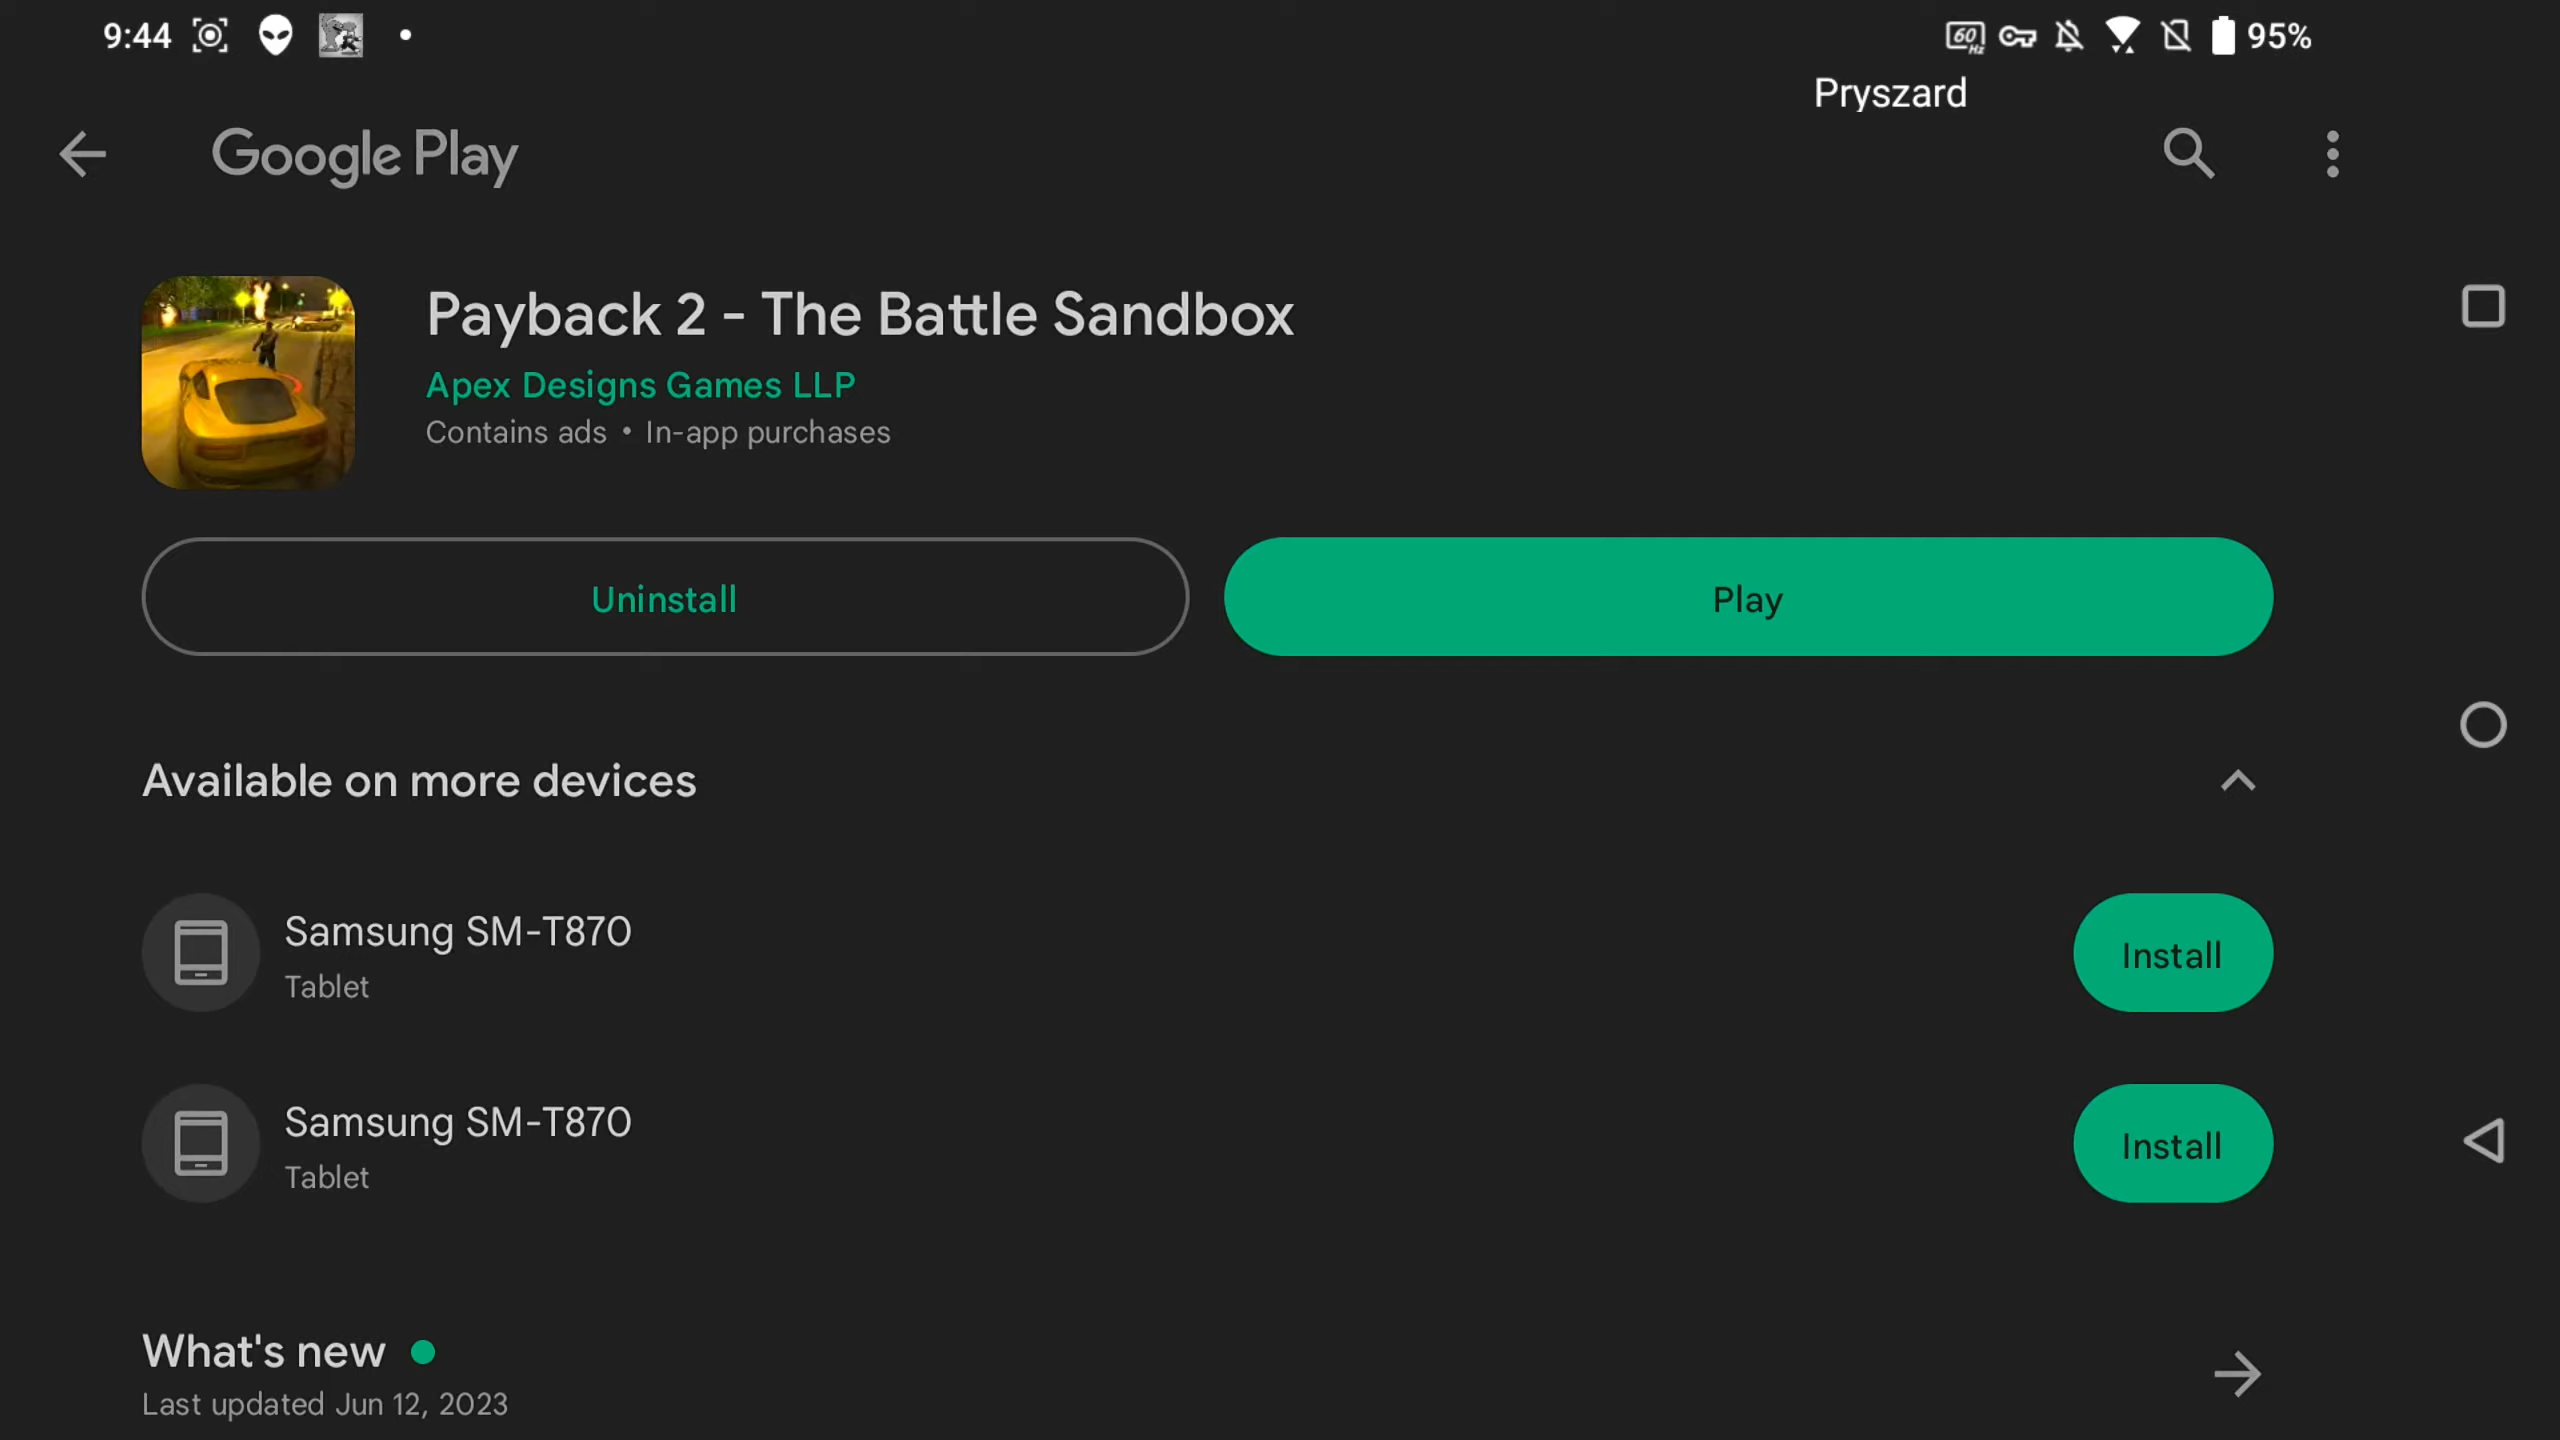 9:44
60 Hz
95%
Pryszard
Google Play
Payback 2 - The Battle Sandbox
Apex Designs Games LLP
Contains ads • In-app purchases
Uninstall
Play
Available on more devices
Samsung SM-T870
Tablet
Install
Samsung SM-T870
Tablet
Install
What's new
Last updated Jun 12, 2023